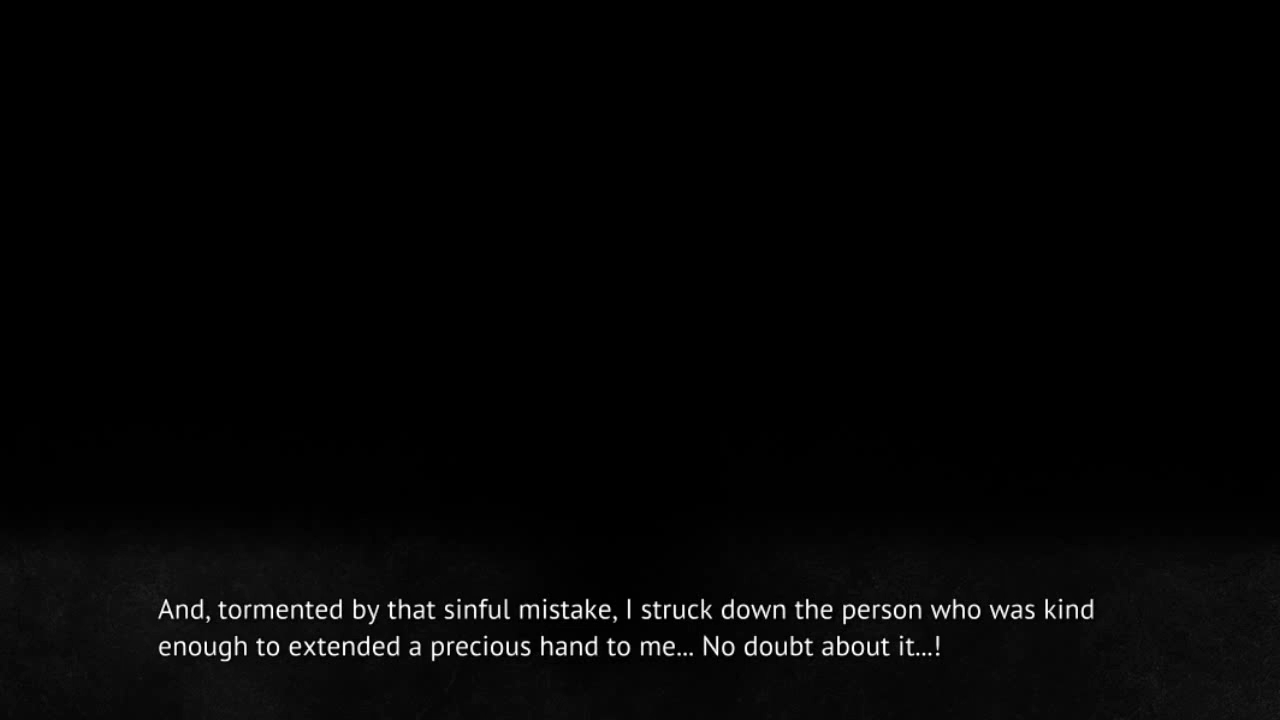 And, tormented by that sinful mistake, I struck down the person who was kind
enough to extended a precious hand to me... No doubt about it...!